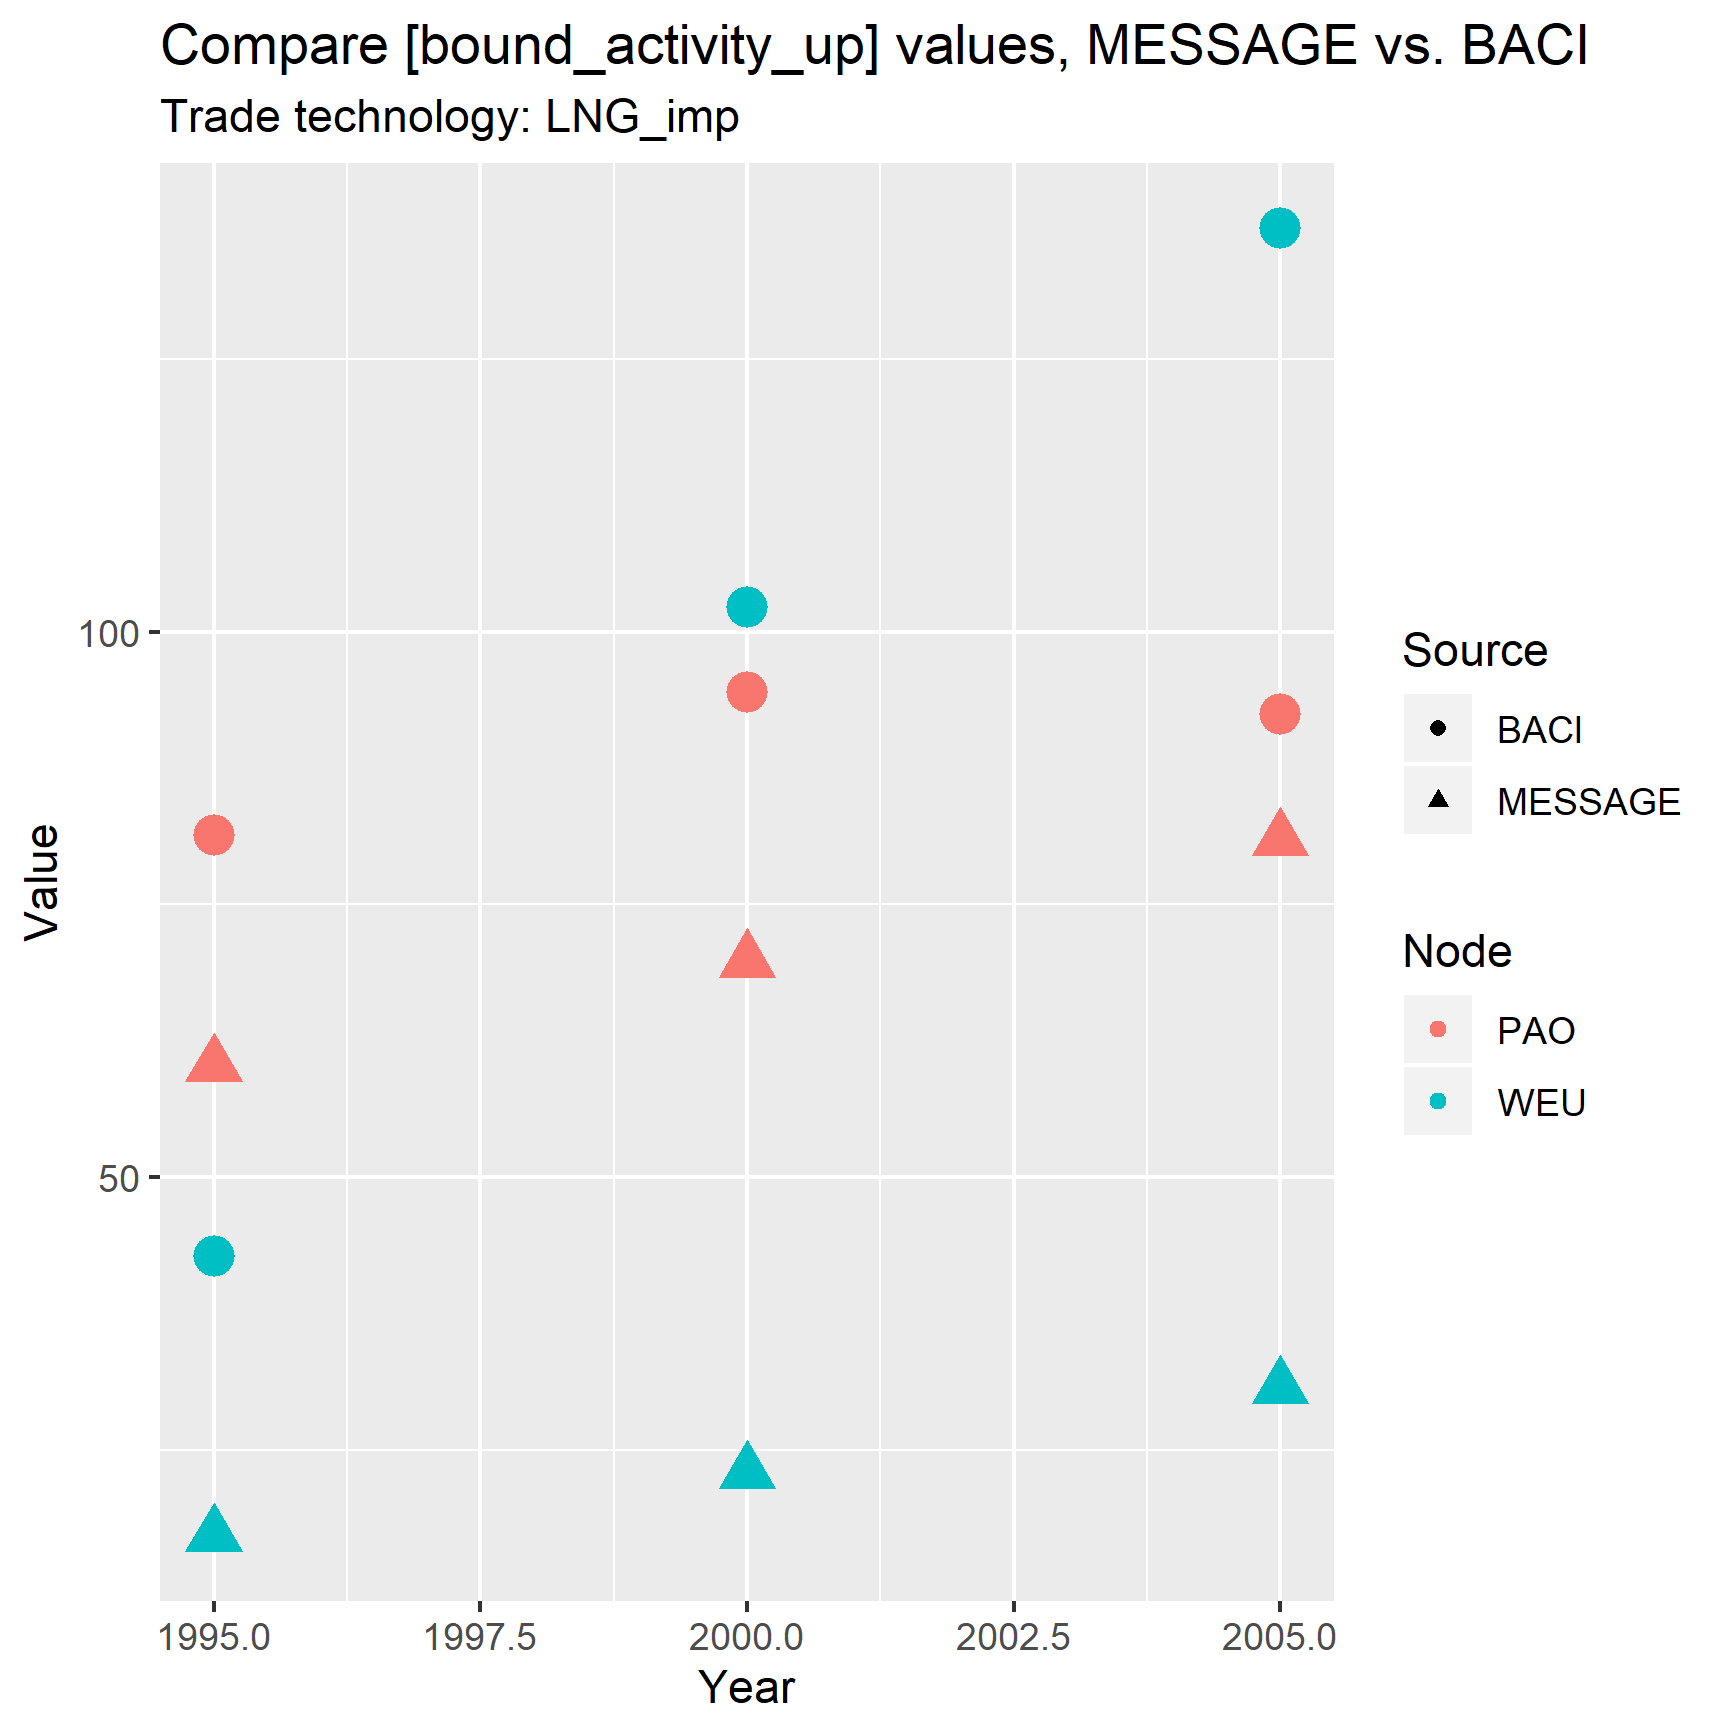 Compare [bound_activity_up] values, MESSAGE vs. BACI
Trade technology: LNG_imp
Value
100
50
1995.0 1997.5 2000.0 2002.5 2005.0
Year
Source
BACI
MESSAGE
Node
PAO
WEU